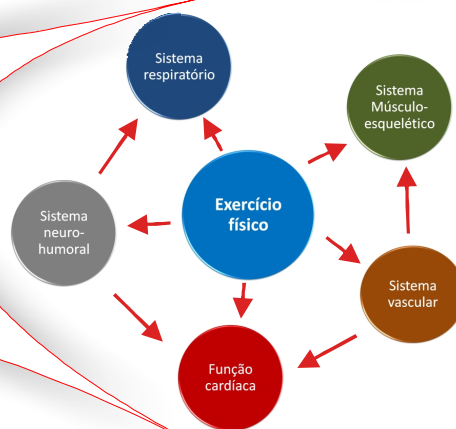 Sistema
respiratório
Sistema
Músculo-
esquelético
Exercício
físico
Sistema
neuro-
humoral
Sistema
vascular
Função
cardíaca